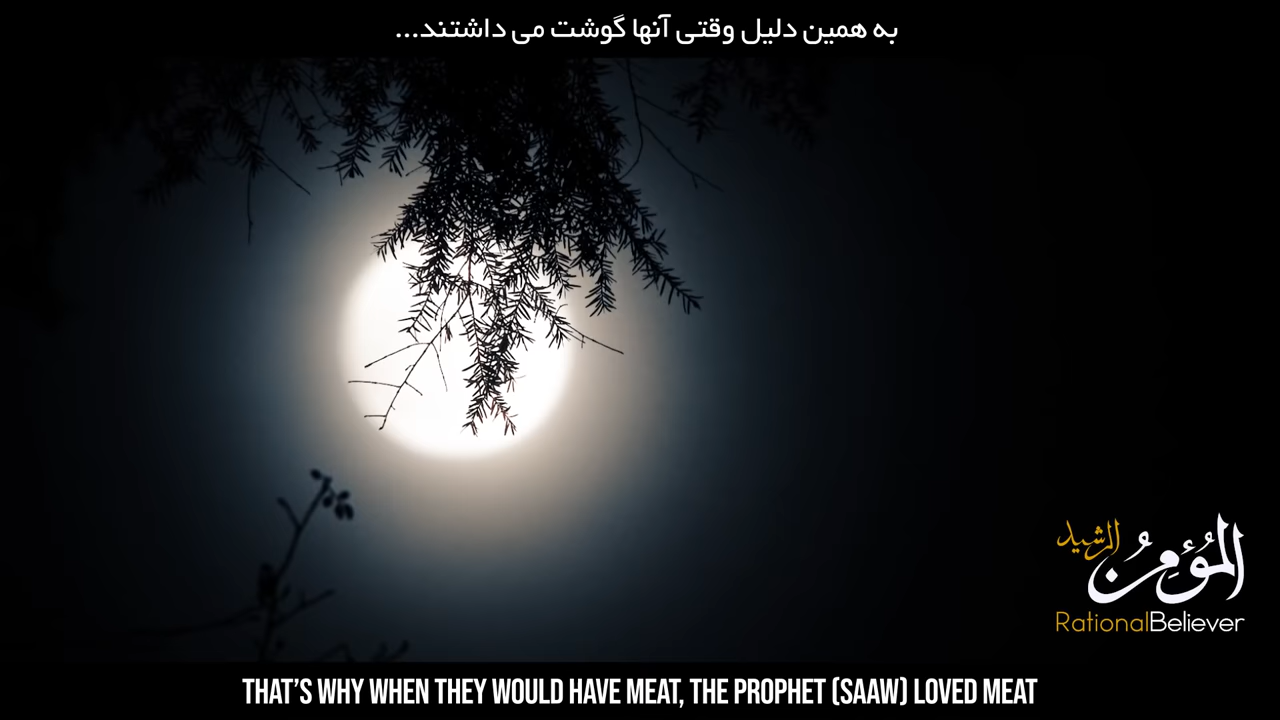 به همین دلیل وقتی آنها گوشت می داشتند...
المؤمن الرشيد
RationalBeliever
THAT'S WHY WHEN THEY WOULD HAVE MEAT, THE PROPHET (SAAW) LOVED MEAT